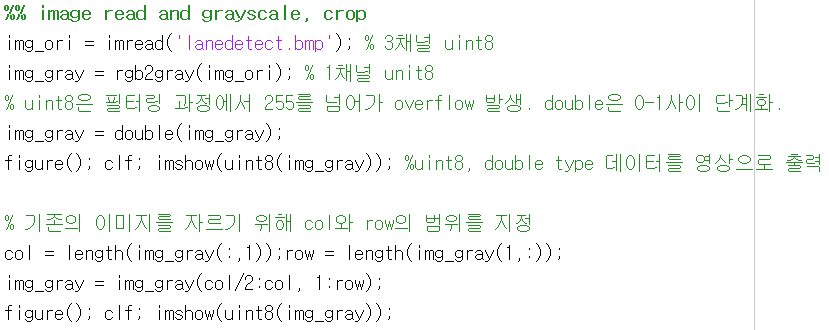 %% image read and grayscale, crop
img_ori = imread('lanedetect.bmp'); % 3채널 uint8
img_gray = rgb2gray(img_ori); % 1채널 unit8
% uint8은 필터링 과정에서 255를 넘어가 overflow 발생. double은 0-1사이 단계화.
img_gray = double(img_gray);
figure(); clf; imshow(uint8(img_gray)); %uint8, double type 데이터를 영상으로 출력
% 기존의 이미지를 자르기 위해 col와 row의 범위를 지정
col = length(img_gray(:,1));row = length(img_gray(1,:));
img_gray = img_gray(col/2:col, 1:row);
figure(); clf; imshow(uint8(img_gray));